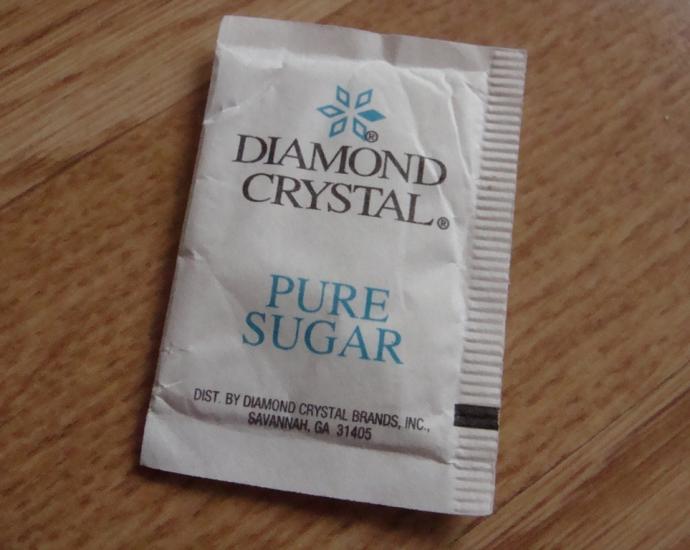 ®
DIAMOND
CRYSTAL®
PURE
SUGAR
DIST. BY DIAMOND CRYSTAL BRANDS, INC.,
SAVANNAH, GA 31405